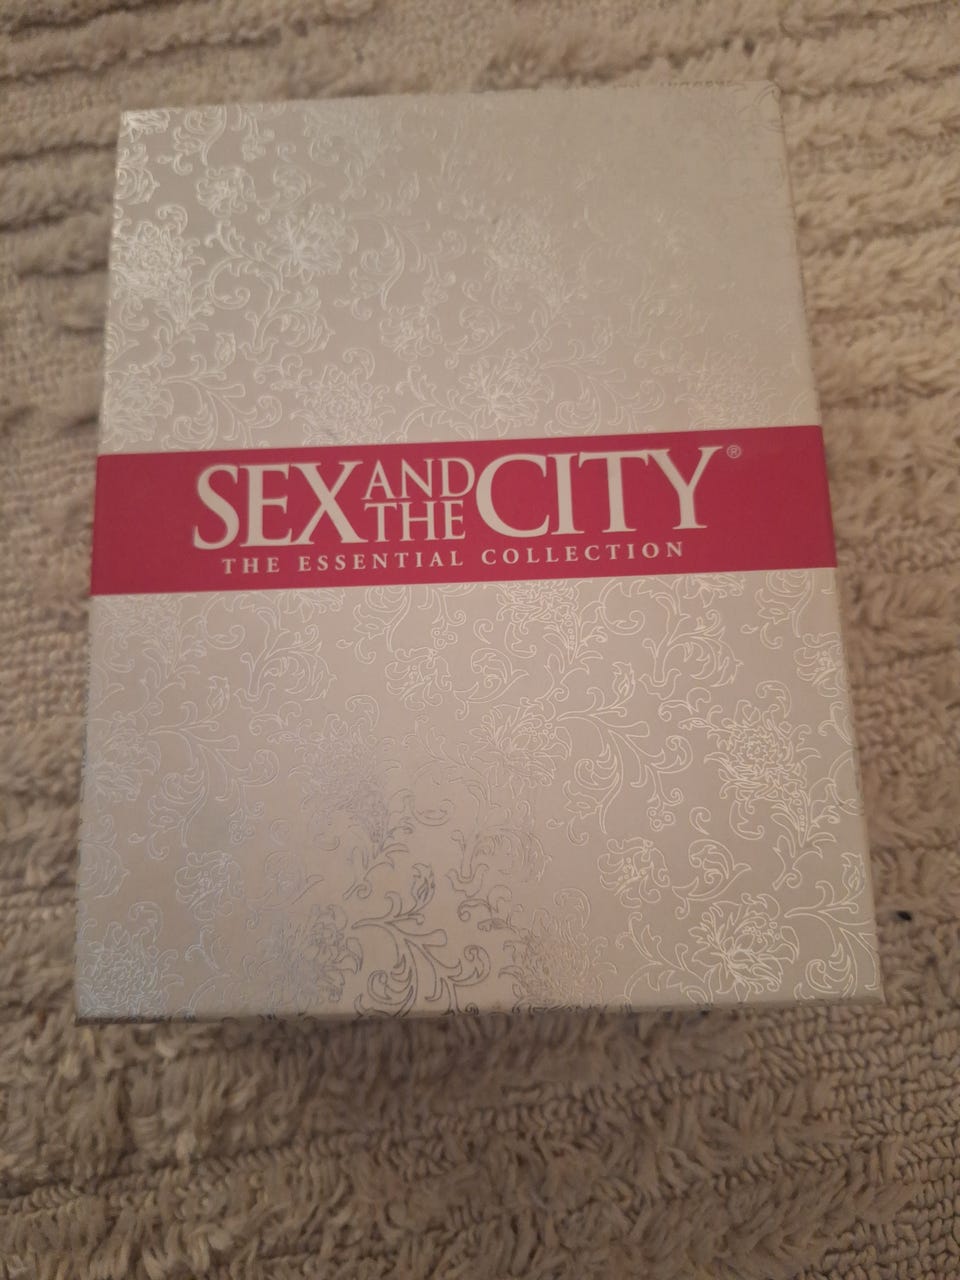 SEX AND THE CITY®
THE ESSENTIAL COLLECTION